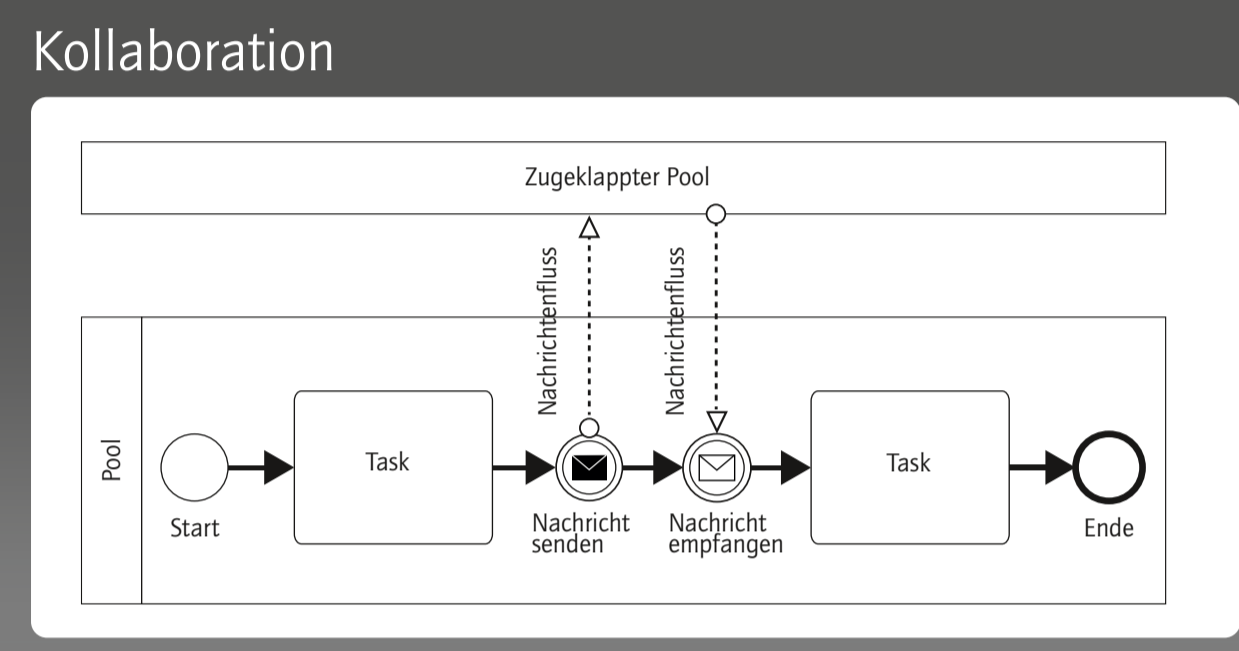 Kollaboration
Zugeklappter Pool
Nachrichtenfluss
Nachrichtenfluss
Pool
Task
Task
Start
Nachricht
senden
Nachricht
empfangen
Ende